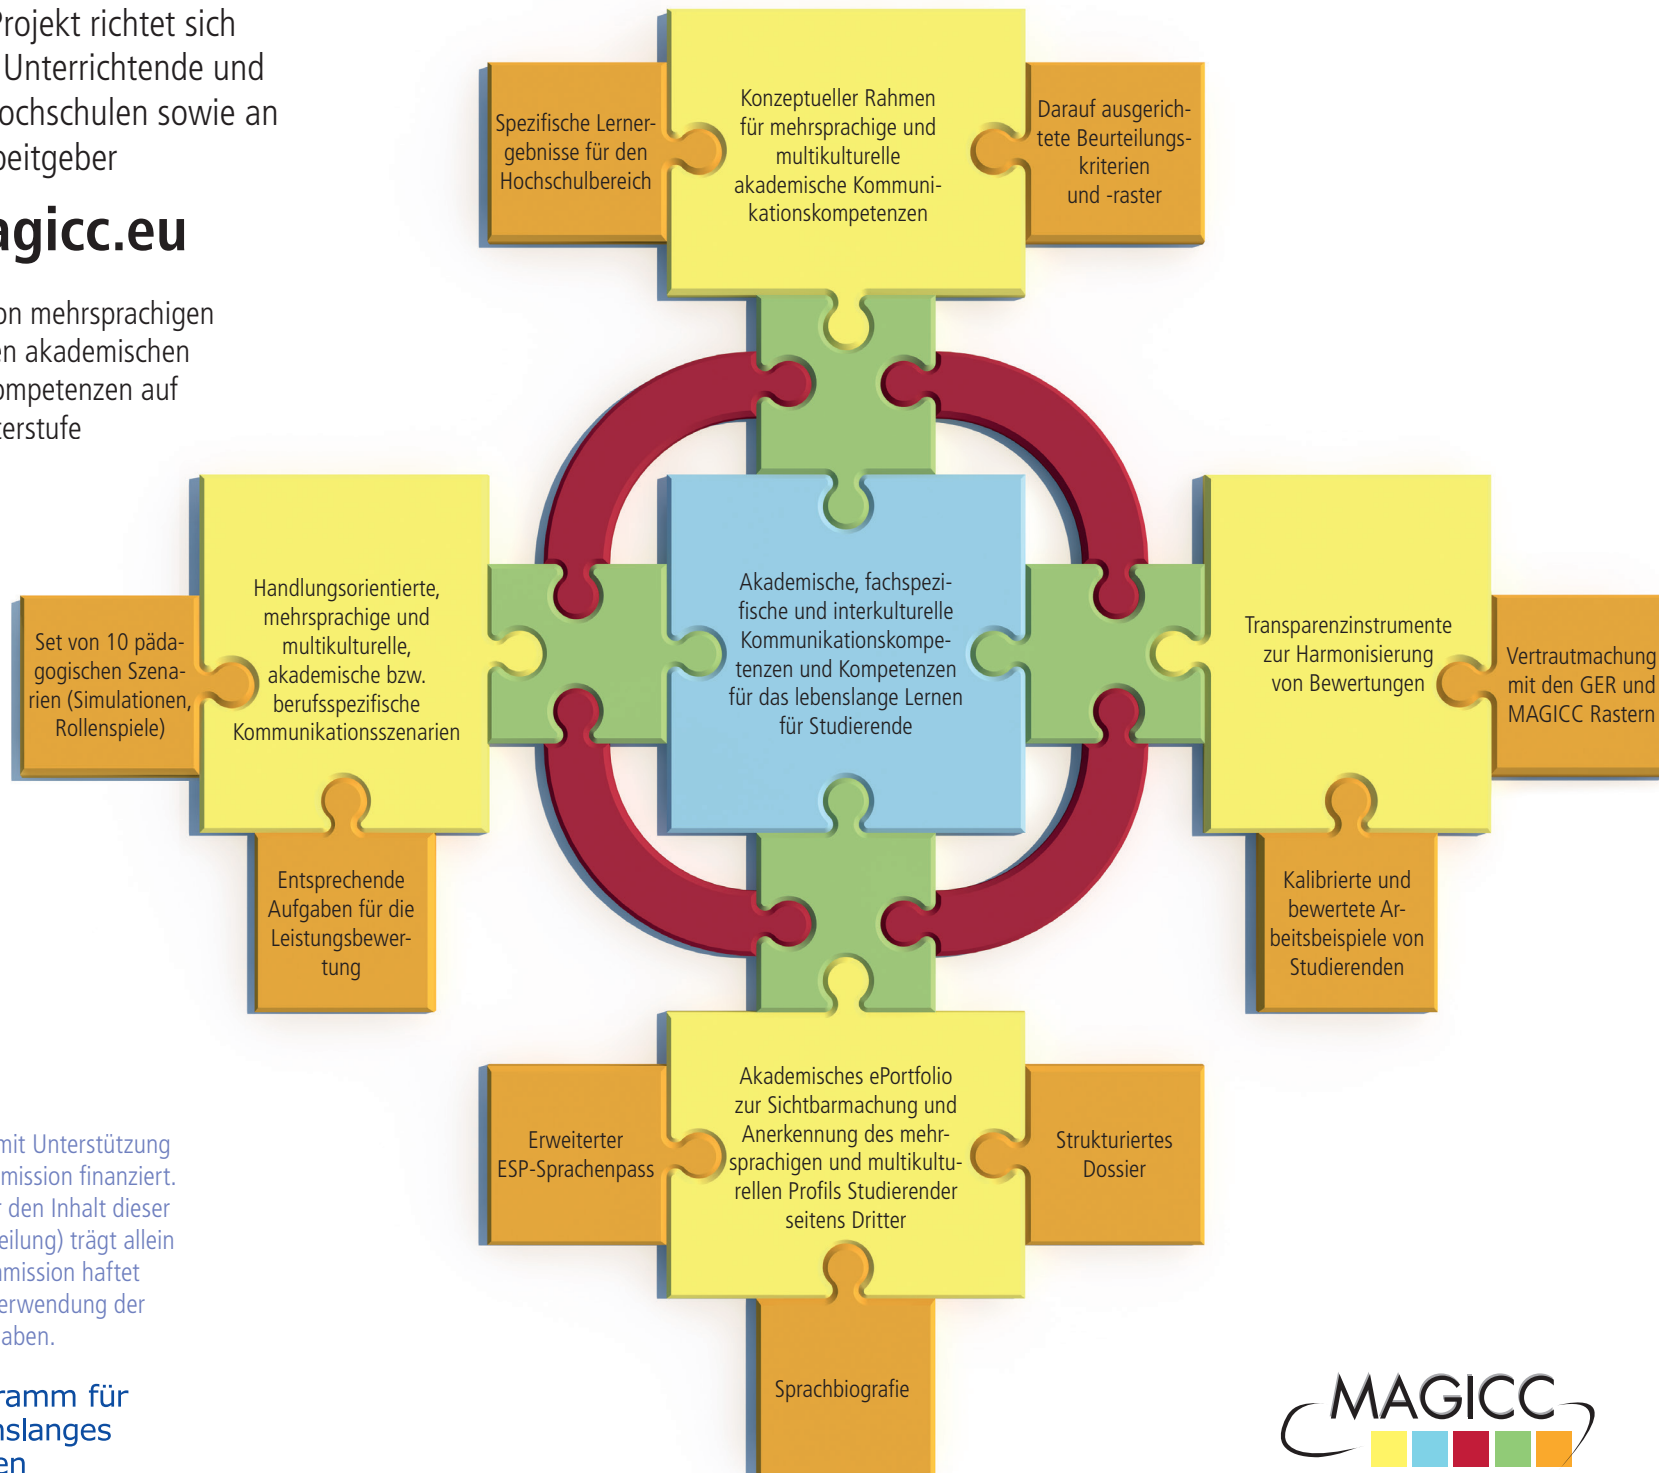 Projekt richtet sich
Unterrichtende und
ochschulen sowie an
beitgeber
agicc.eu
on mehrsprachigen
en akademischen
ompetenzen auf
terstufe
Spezifische Lerner-
gebnisse für den
Hochschulbereich
Konzeptueller Rahmen
für mehrsprachige und
multikulturelle
akademische Kommuni-
kationskompetenzen
Darauf ausgerich-
tete Beurteilungs-
kriterien
und -raster
Set von 10 päda-
gogischen Szena-
rien (Simulationen,
Rollenspiele)
Handlungsorientierte,
mehrsprachige und
multikulturelle,
akademische bzw.
berufsspezifische
Kommunikationsszenarien
Akademische, fachspezi-
fische und interkulturelle
Kommunikationskompe-
tenzen und Kompetenzen
für das lebenslange Lernen
für Studierende
Transparenzinstrumente
zur Harmonisierung
von Bewertungen
Vertrautmachung
mit den GER und
MAGICC Rastern
Entsprechende
Aufgaben für die
Leistungsbewer-
tung
Kalibrierte und
bewertete Ar-
beitsbeispiele von
Studierenden
Erweiterter
ESP-Sprachenpass
Akademisches ePortfolio
zur Sichtbarmachung und
Anerkennung des mehr-
sprachigen und multikultu-
rellen Profils Studierender
seitens Dritter
Strukturiertes
Dossier
Sprachbiografie
mit Unterstützung
mission finanziert.
r den Inhalt dieser
eilung) trägt allein
mmission haftet
erwendung der
aben.
ramm für
nslanges
en
MAGICC